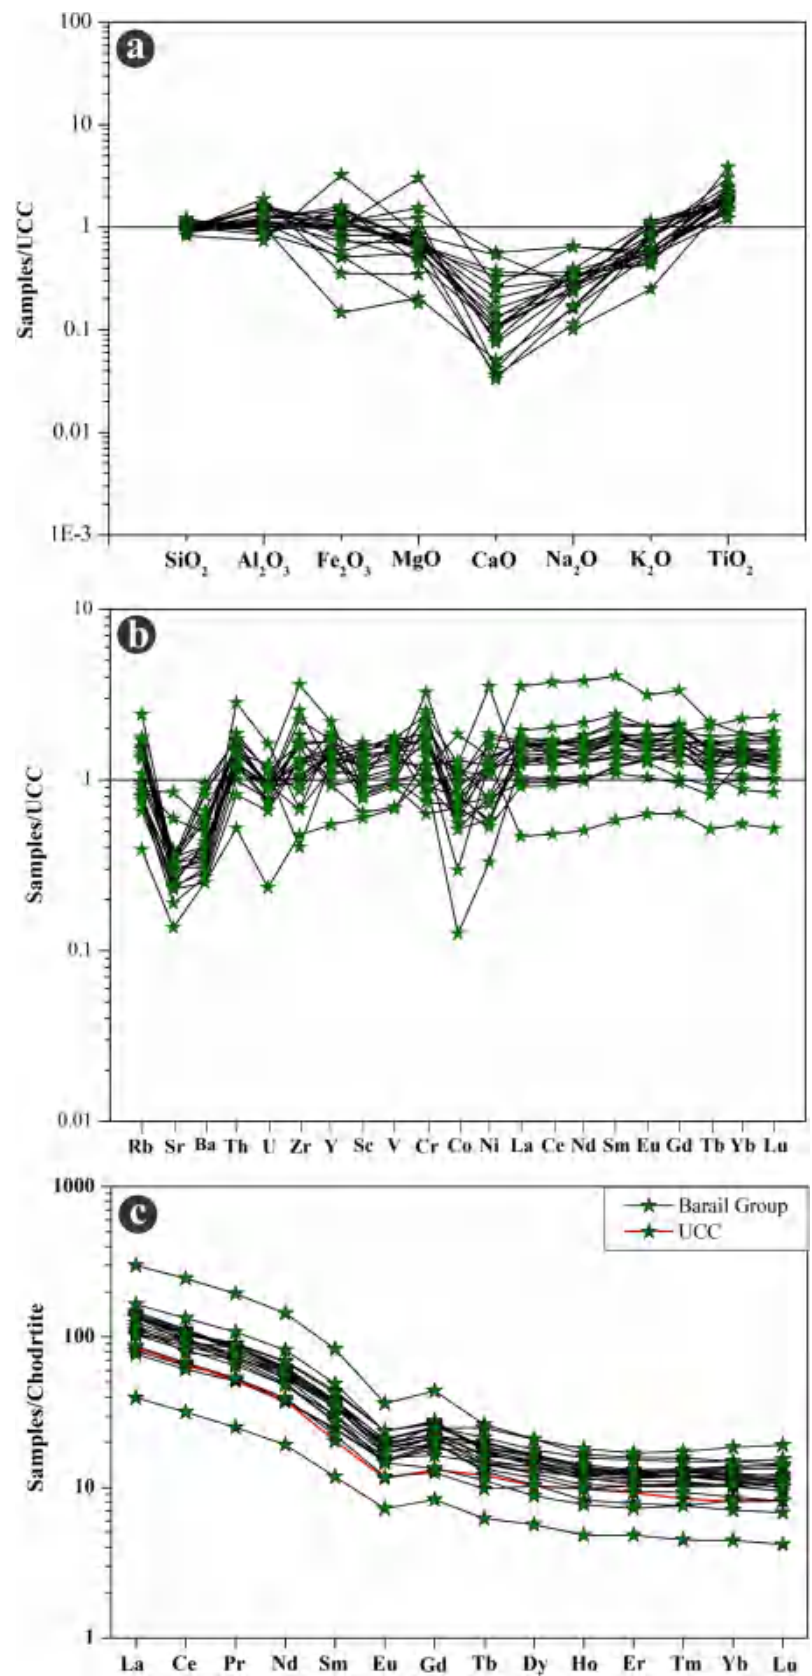 a
100
10
1
0.1
0.01
1E-3
Samples/UCC
SiO₂ Al₂O₃ Fe₂O₃ MgO CaO Na₂O K₂O TiO₂
b
10
1
0.1
0.01
Samples/UCC
Rb Sr Ba Th U Zr Y Sc V Cr Co Ni La Ce Nd Sm Eu Gd Tb Yb Lu
c
1000
100
10
1
Samples/Chodrtite
Barail Group
UCC
La Ce Pr Nd Sm Eu Gd Tb Dy Ho Er Tm Yb Lu